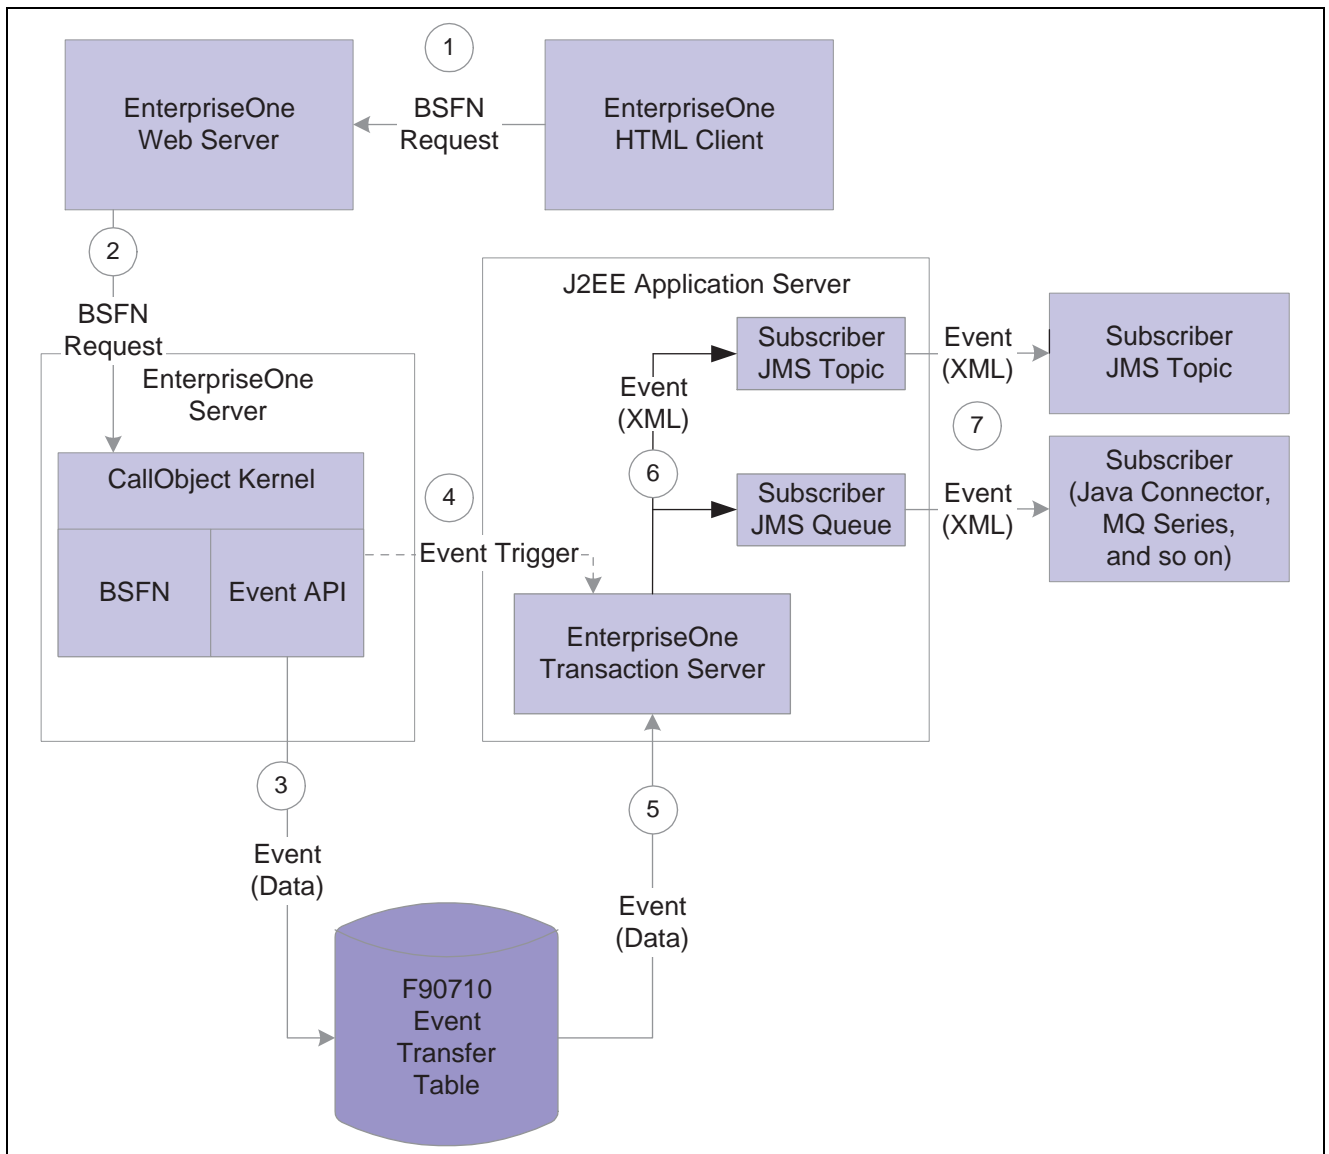 1
EnterpriseOne
Web Server
BSFN
Request
EnterpriseOne
HTML Client
2
BSFN
Request
J2EE Application Server
EnterpriseOne
Server
Subscriber
JMS Topic
Event
(XML)
Subscriber
JMS Topic
Event
(XML)
7
CallObject Kernel
4
6
Subscriber
JMS Queue
Event
(XML)
Subscriber
(Java Connector,
MQ Series,
and so on)
Event Trigger
BSFN
Event API
EnterpriseOne
Transaction Server
3
5
Event
(Data)
Event
(Data)
F90710
Event
Transfer
Table